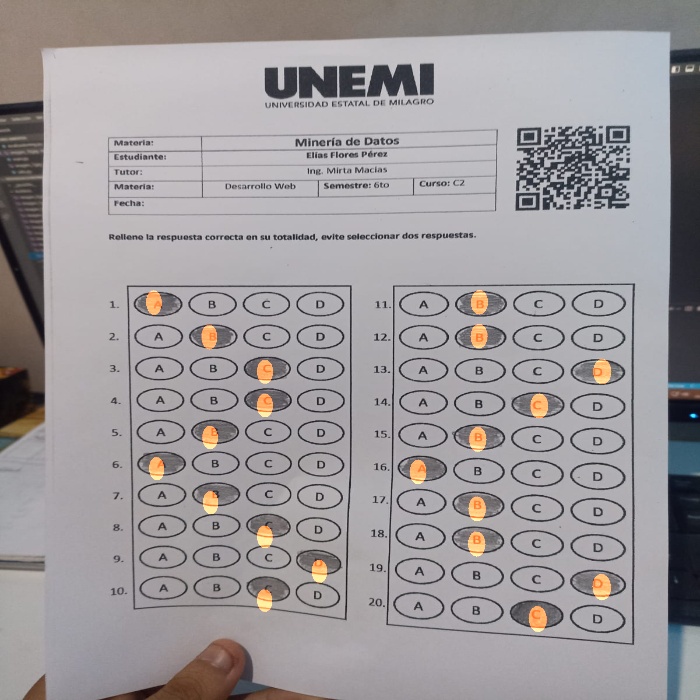 UNEMI
UNIVERSIDAD ESTATAL DE MILAGRO
Materia: Minería de Datos
Estudiante: Elías Flores Pérez
Tutor: Ing. Mirta Macias
Materia: Desarrollo Web Semestre: 6to Curso: C2
Fecha:
Rellene la respuesta correcta en su totalidad, evite seleccionar dos respuestas.
1. A B C D
2. A B C D
3. A B C D
4. A B C D
5. A B C D
6. A B C D
7. A B C D
8. A B C D
9. A B C D
10. A B C D
11. A B C D
12. A B C D
13. A B C D
14. A B C D
15. A B C D
16. A B C D
17. A B C D
18. A B C D
19. A B C D
20. A B C D